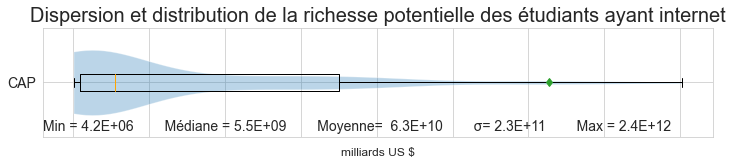 Dispersion et distribution de la richesse potentielle des étudiants ayant internet
CAP
Min = 4.2E+06 Médiane = 5.5E+09 Moyenne= 6.3E+10 σ= 2.3E+11 Max = 2.4E+12
milliards US $